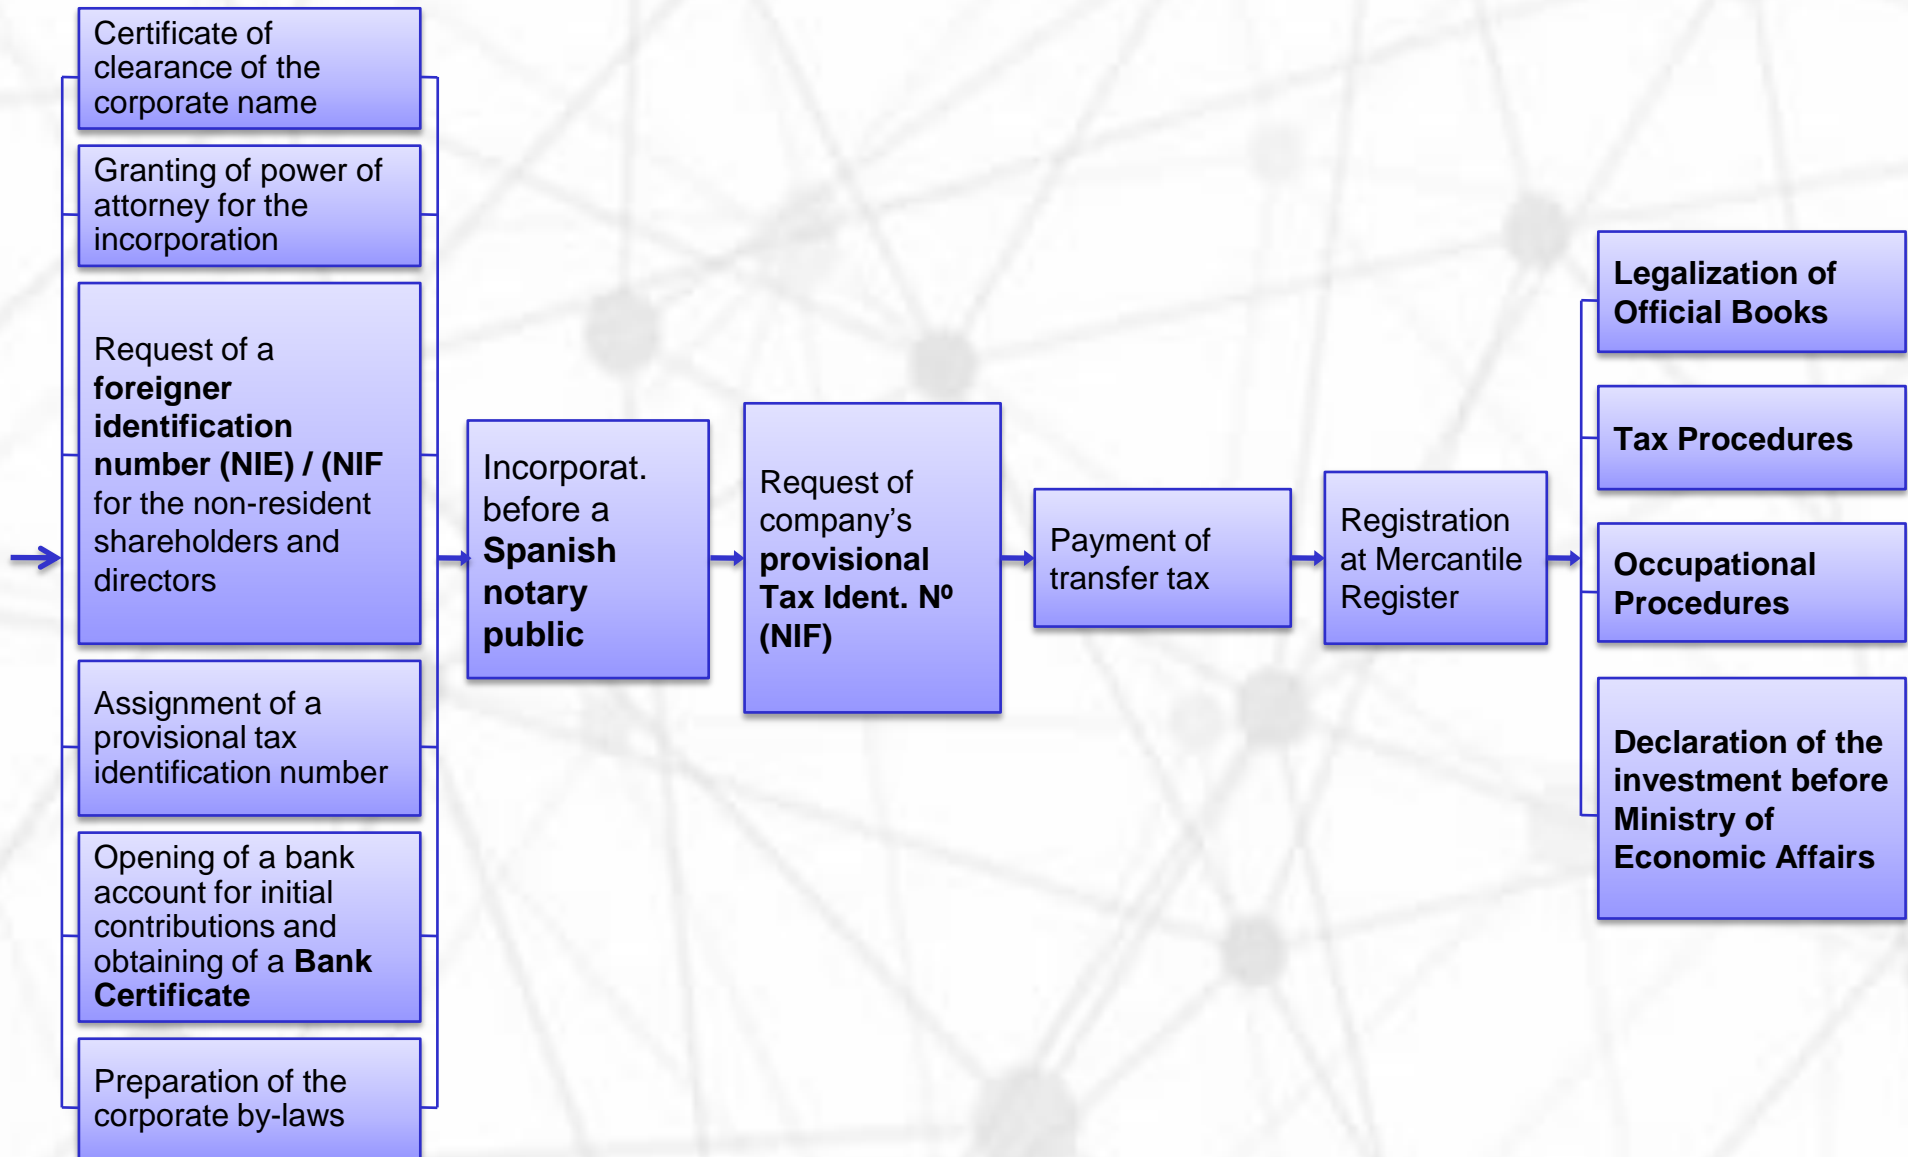 Certificate of
clearance of the
corporate name
Granting of power of
attorney for the
incorporation
Request of a
foreigner
identification
number (NIE) / (NIF
for the non-resident
shareholders and
directors
Assignment of a
provisional tax
identification number
Opening of a bank
account for initial
contributions and
obtaining of a Bank
Certificate
Preparation of the
corporate by-laws
Incorporat.
before a
Spanish
notary
public
Request of
company’s
provisional
Tax Ident. Nº
(NIF)
Payment of
transfer tax
Registration
at Mercantile
Register
Legalization of
Official Books
Tax Procedures
Occupational
Procedures
Declaration of the
investment before
Ministry of
Economic Affairs